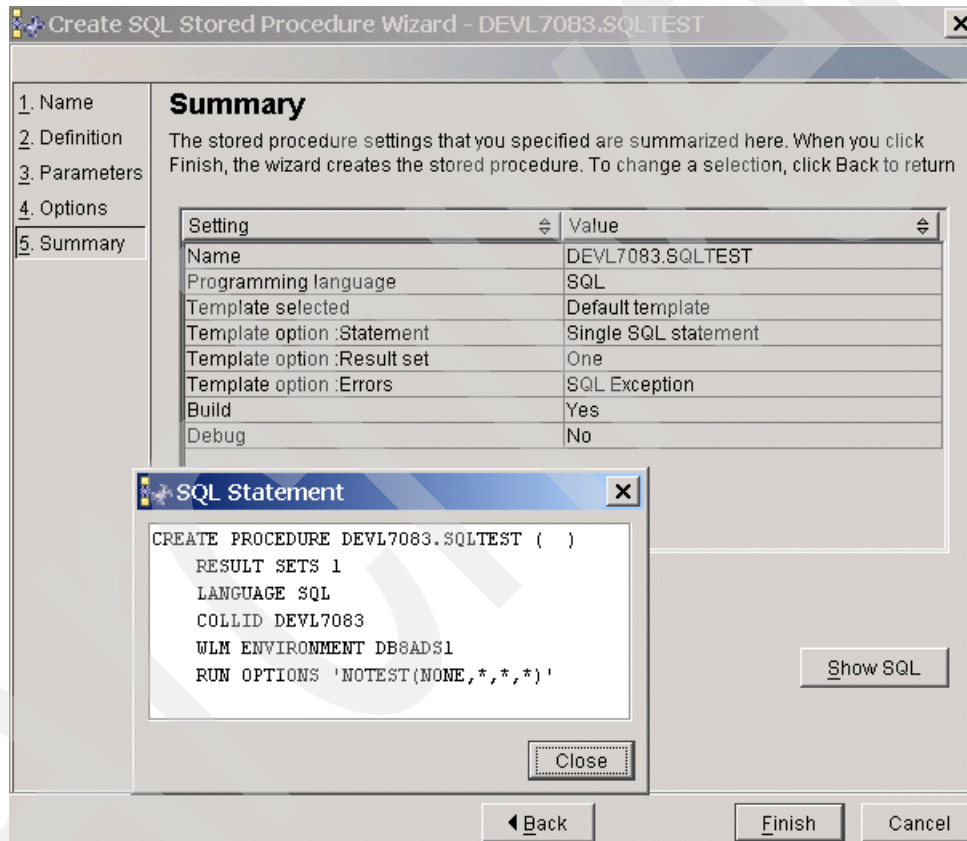 Create SQL Stored Procedure Wizard - DEVL7083.SQLTEST
1. Name
2. Definition
3. Parameters
4. Options
5. Summary
Summary
The stored procedure settings that you specified are summarized here. When you click
Finish, the wizard creates the stored procedure. To change a selection, click Back to return
Setting Value
Name DEVL7083.SQLTEST
Programming language SQL
Template selected Default template
Template option :Statement Single SQL statement
Template option :Result set One
Template option :Errors SQL Exception
Build Yes
Debug No
SQL Statement
CREATE PROCEDURE DEVL7083.SQLTEST ( )
RESULT SETS 1
LANGUAGE SQL
COLLID DEVL7083
WLM ENVIRONMENT DB8ADS1
RUN OPTIONS 'NOTEST(NONE,*,*,*)'
Close
Show SQL
Back Finish Cancel